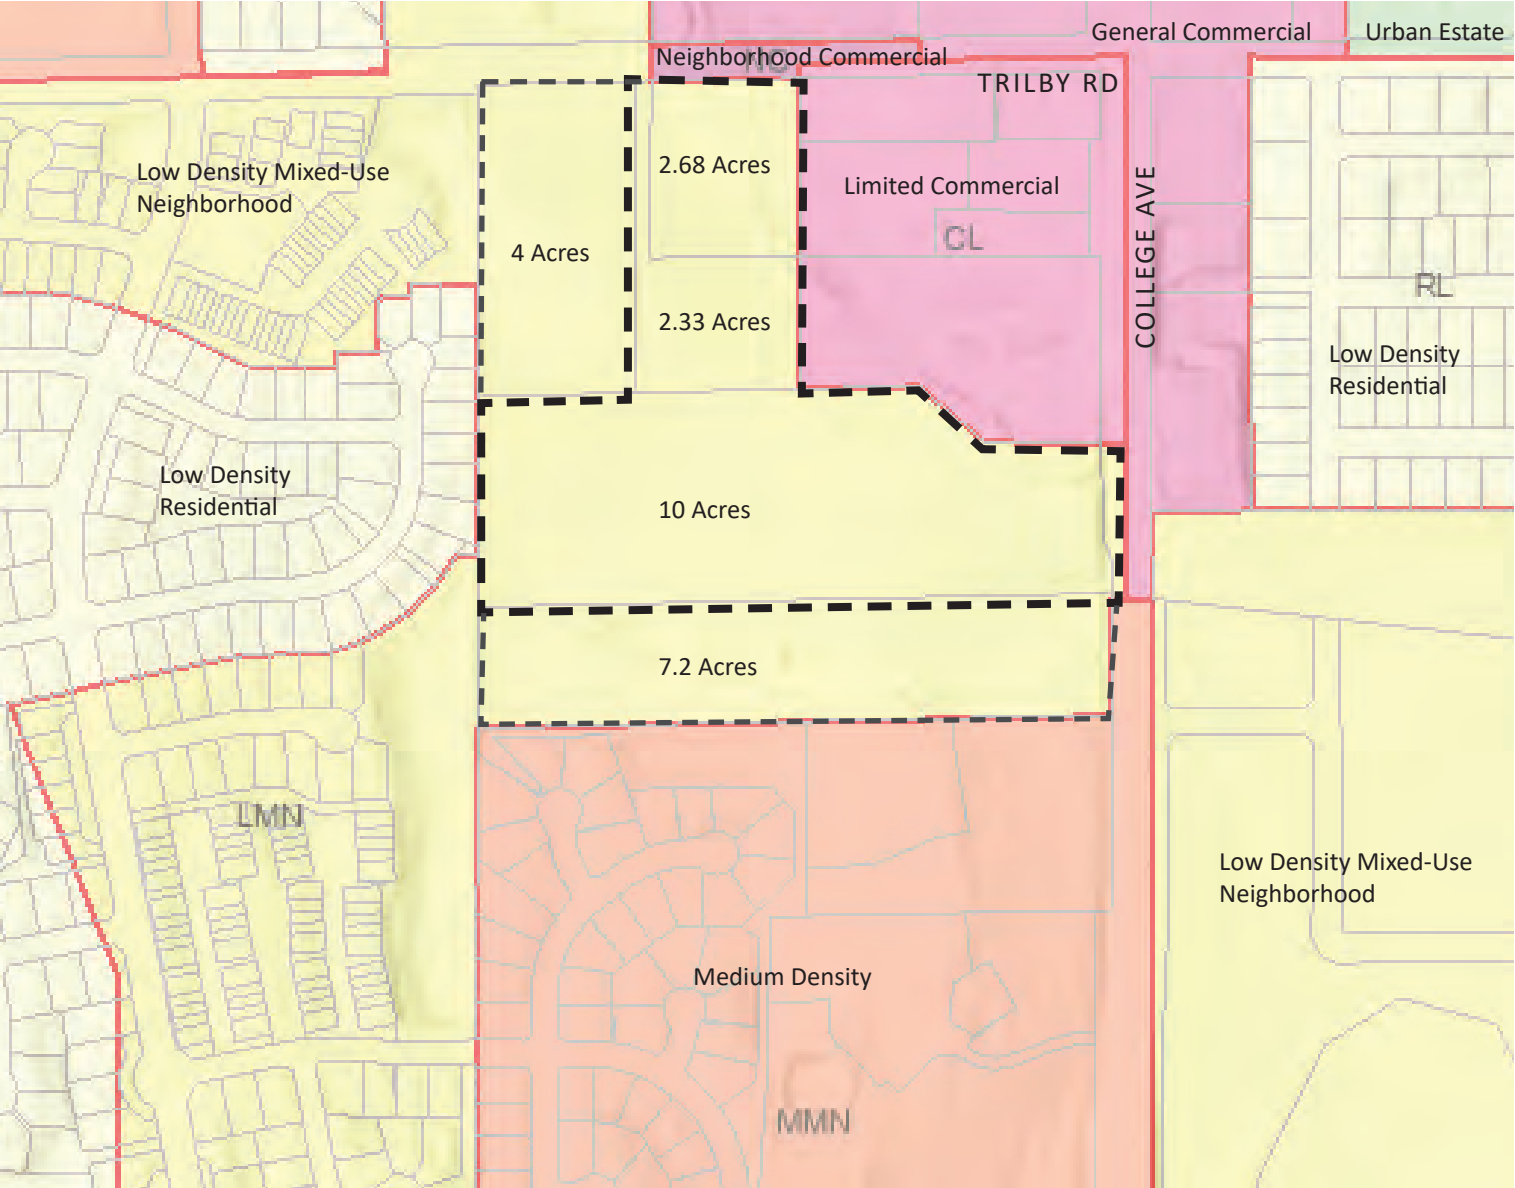 General Commercial
Urban Estate
Neighborhood Commercial
NC
TRILBY RD
2.68 Acres
Low Density Mixed-Use
Neighborhood
Limited Commercial
COLLEGE AVE
CL
4 Acres
RL
2.33 Acres
Low Density
Residential
Low Density
Residential
10 Acres
7.2 Acres
LMN
Low Density Mixed-Use
Neighborhood
Medium Density
MMN